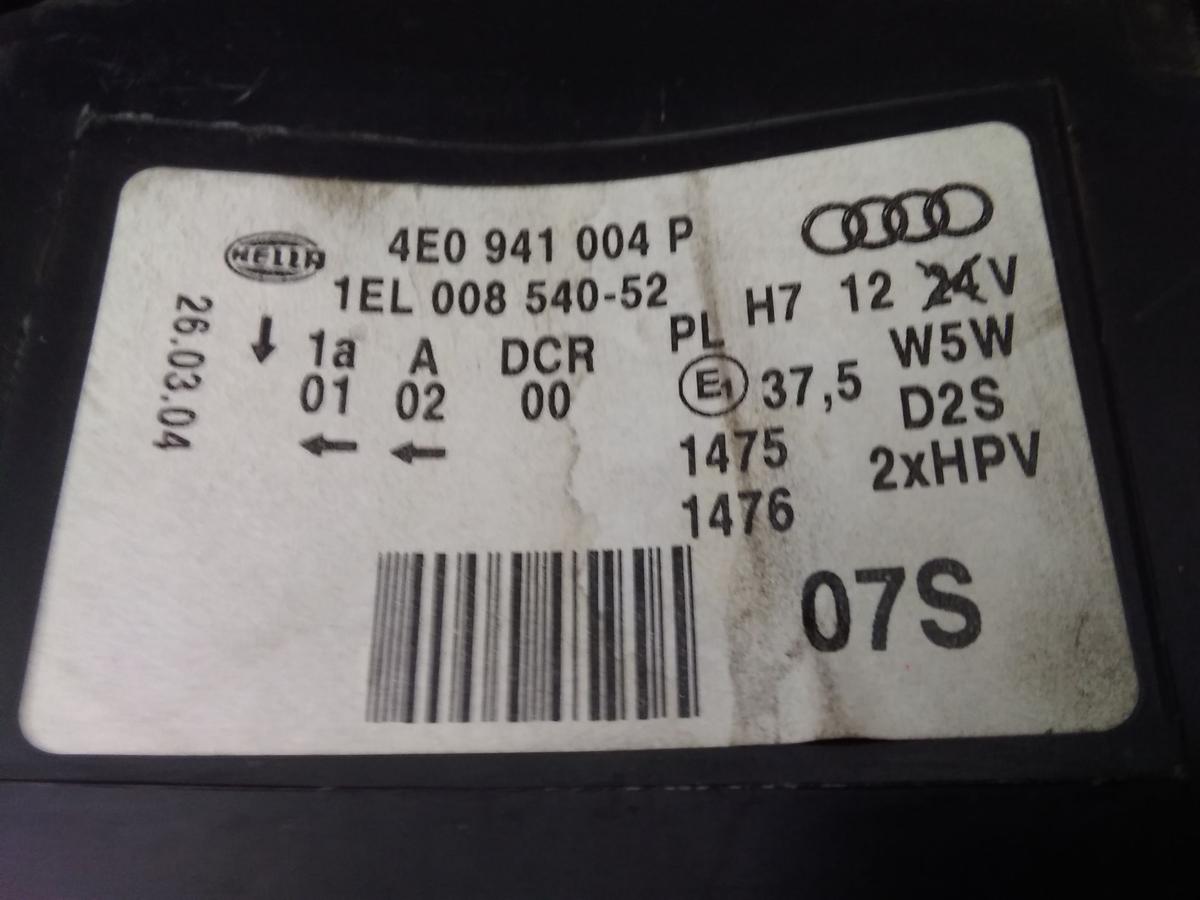 HELLA
4E0 941 004 P
1EL 008 540-52
26.03.04
1a A DCR PL H7 12 24 V
01 02 00 E1 37,5 W5W
1475 D2S
1476 2xHPV
07S